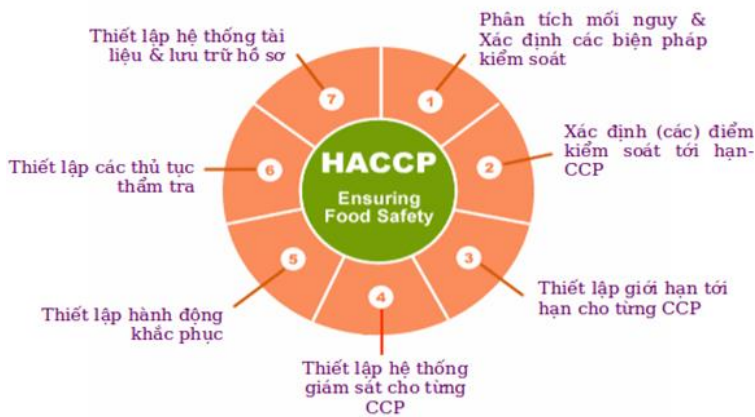 Phân tích mối nguy &
Xác định các biện pháp
kiểm soát
1
Xác định (các) điểm
kiểm soát tới hạn-
CCP
2
3
Thiết lập giới hạn tới
hạn cho từng CCP
4
Thiết lập hệ thống
giám sát cho từng
CCP
5
Thiết lập hành động
khắc phục
6
Thiết lập các thủ tục
thẩm tra
7
Thiết lập hệ thống tài
liệu & lưu trữ hồ sơ
HACCP
Ensuring
Food Safety